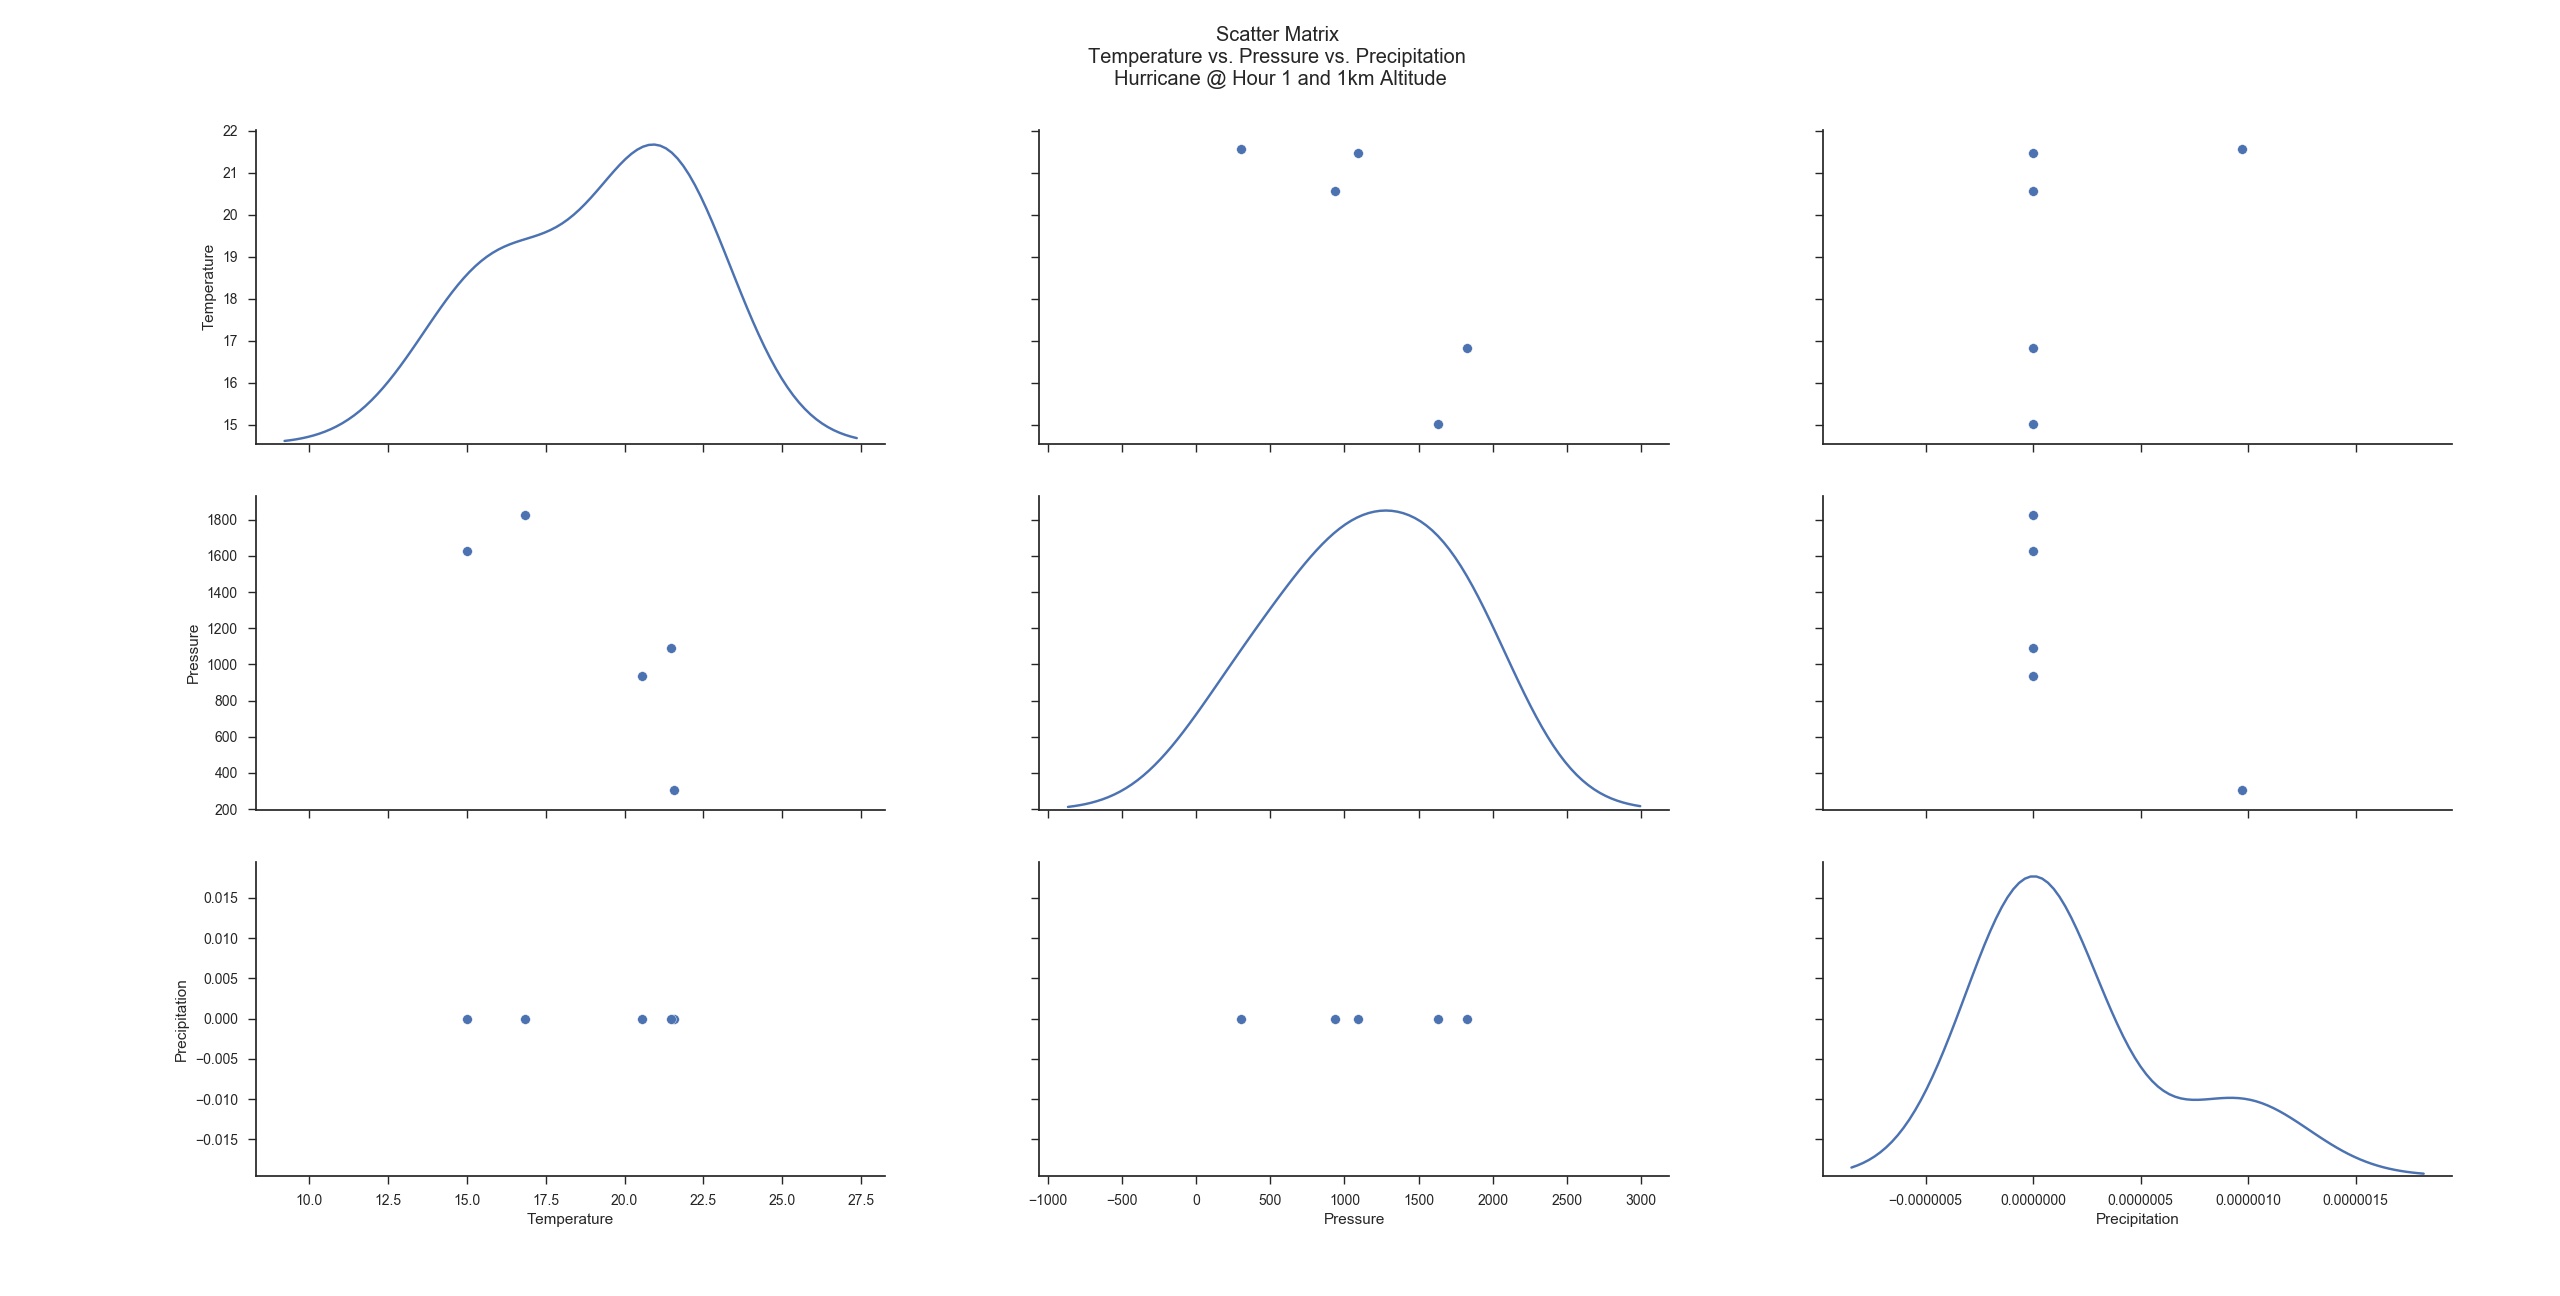 Scatter Matrix
Temperature vs. Pressure vs. Precipitation
Hurricane @ Hour 1 and 1km Altitude
22
21
20
19
18
17
16
15
Temperature
1800
1600
1400
1200
1000
800
600
400
200
Pressure
0.015
0.010
0.005
0.000
−0.005
−0.010
−0.015
Precipitation
10.0 12.5 15.0 17.5 20.0 22.5 25.0 27.5
Temperature
−1000 −500 0 500 1000 1500 2000 2500 3000
Pressure
−0.0000005 0.0000000 0.0000005 0.0000010 0.0000015
Precipitation